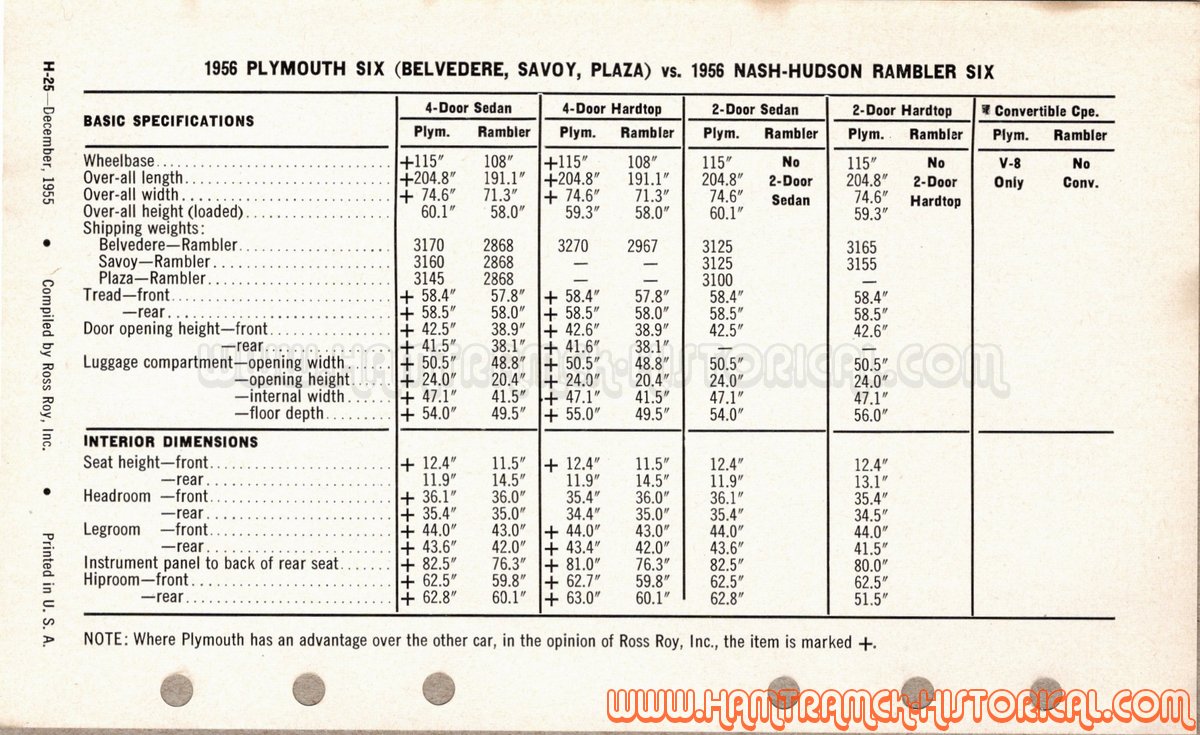 1956 PLYMOUTH SIX (BELVEDERE, SAVOY, PLAZA) vs. 1956 NASH-HUDSON RAMBLER SIX
H-25—December, 1955 • Compiled by Ross Roy, Inc. • Printed in U. S. A.
BASIC SPECIFICATIONS 4-Door Sedan 4-Door Hardtop 2-Door Sedan 2-Door Hardtop Convertible Cpe.
Plym. Rambler Plym. Rambler Plym. Rambler Plym. Rambler Plym. Rambler
Wheelbase +115″ 108″ +115″ 108″ 115″ No 115″ No V-8 No
Over-all length +204.8″ 191.1″ +204.8″ 191.1″ 204.8″ 2-Door 204.8″ 2-Door Only Conv.
Over-all width + 74.6″ 71.3″ + 74.6″ 71.3″ 74.6″ Sedan 74.6″ Hardtop
Over-all height (loaded) 60.1″ 58.0″ 59.3″ 58.0″ 60.1″ 59.3″
Shipping weights:
Belvedere—Rambler 3170 2868 3270 2967 3125 3165
Savoy—Rambler 3160 2868 — — 3125 3155
Plaza—Rambler 3145 2868 — — 3100 —
Tread—front + 58.4″ 57.8″ + 58.4″ 57.8″ 58.4″ 58.4″
—rear + 58.5″ 58.0″ + 58.5″ 58.0″ 58.5″ 58.5″
Door opening height—front + 42.5″ 38.9″ + 42.6″ 38.9″ 42.5″ 42.6″
—rear + 41.5″ 38.1″ + 41.6″ 38.1″ — —
Luggage compartment—opening width + 50.5″ 48.8″ + 50.5″ 48.8″ 50.5″ 50.5″
—opening height + 24.0″ 20.4″ + 24.0″ 20.4″ 24.0″ 24.0″
—internal width + 47.1″ 41.5″ + 47.1″ 41.5″ 47.1″ 47.1″
—floor depth + 54.0″ 49.5″ + 55.0″ 49.5″ 54.0″ 56.0″
INTERIOR DIMENSIONS
Seat height—front + 12.4″ 11.5″ + 12.4″ 11.5″ 12.4″ 12.4″
—rear 11.9″ 14.5″ 11.9″ 14.5″ 11.9″ 13.1″
Headroom —front + 36.1″ 36.0″ 35.4″ 36.0″ 36.1″ 35.4″
—rear + 35.4″ 35.0″ 34.4″ 35.0″ 35.4″ 34.5″
Legroom —front + 44.0″ 43.0″ + 44.0″ 43.0″ 44.0″ 44.0″
—rear + 43.6″ 42.0″ + 43.4″ 42.0″ 43.6″ 41.5″
Instrument panel to back of rear seat + 82.5″ 76.3″ + 81.0″ 76.3″ 82.5″ 80.0″
Hiproom—front + 62.5″ 59.8″ + 62.7″ 59.8″ 62.5″ 62.5″
—rear + 62.8″ 60.1″ + 63.0″ 60.1″ 62.8″ 51.5″
NOTE: Where Plymouth has an advantage over the other car, in the opinion of Ross Roy, Inc., the item is marked +.
www.HAMTRAMCK-HISTORICAL.COM
www.HAMTRAMCK-HISTORICAL.COM